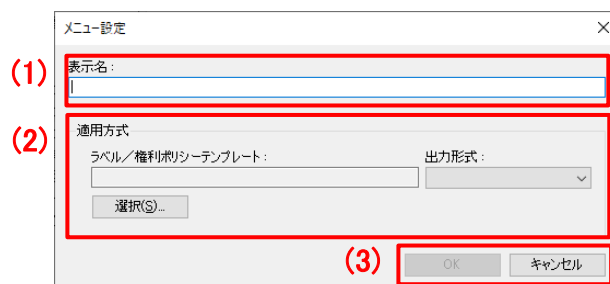 メニュー設定
(1)
表示名:
(2)
適用方式
ラベル/権利ポリシーテンプレート:
出力形式:
選択(S)...
(3)
OK
キャンセル